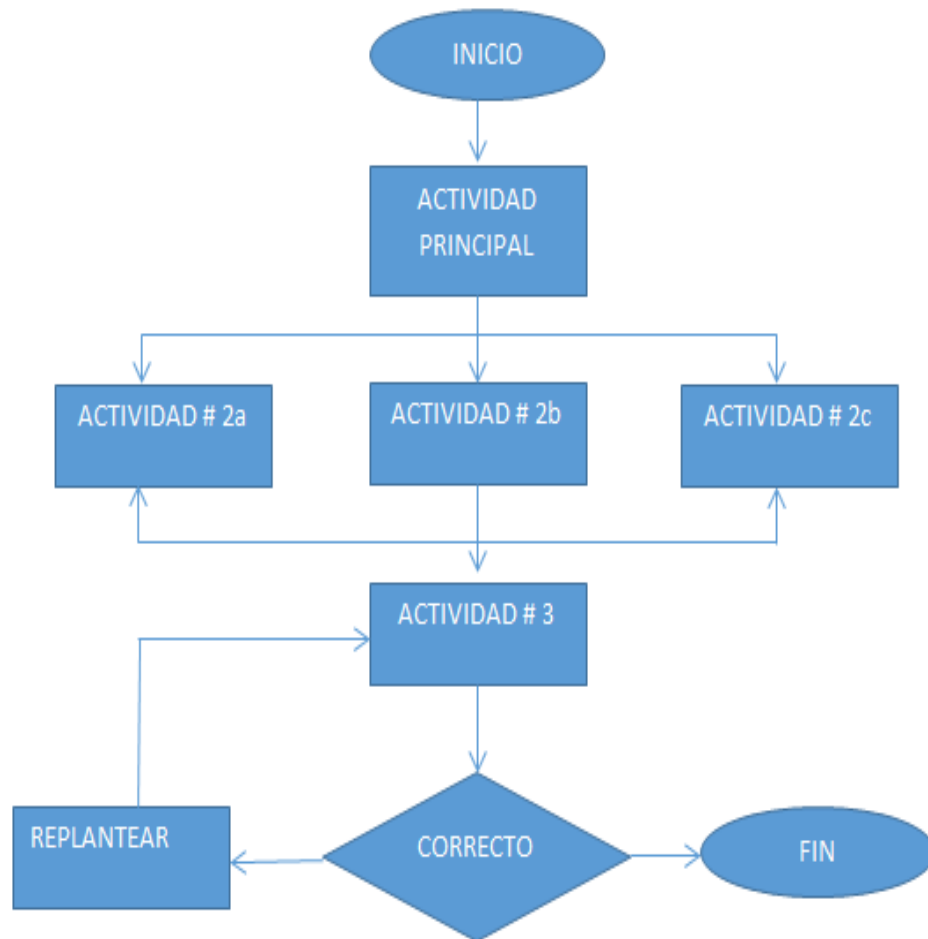 INICIO
ACTIVIDAD
PRINCIPAL
ACTIVIDAD # 2a
ACTIVIDAD # 2b
ACTIVIDAD # 2c
ACTIVIDAD # 3
REPLANTEAR
CORRECTO
FIN